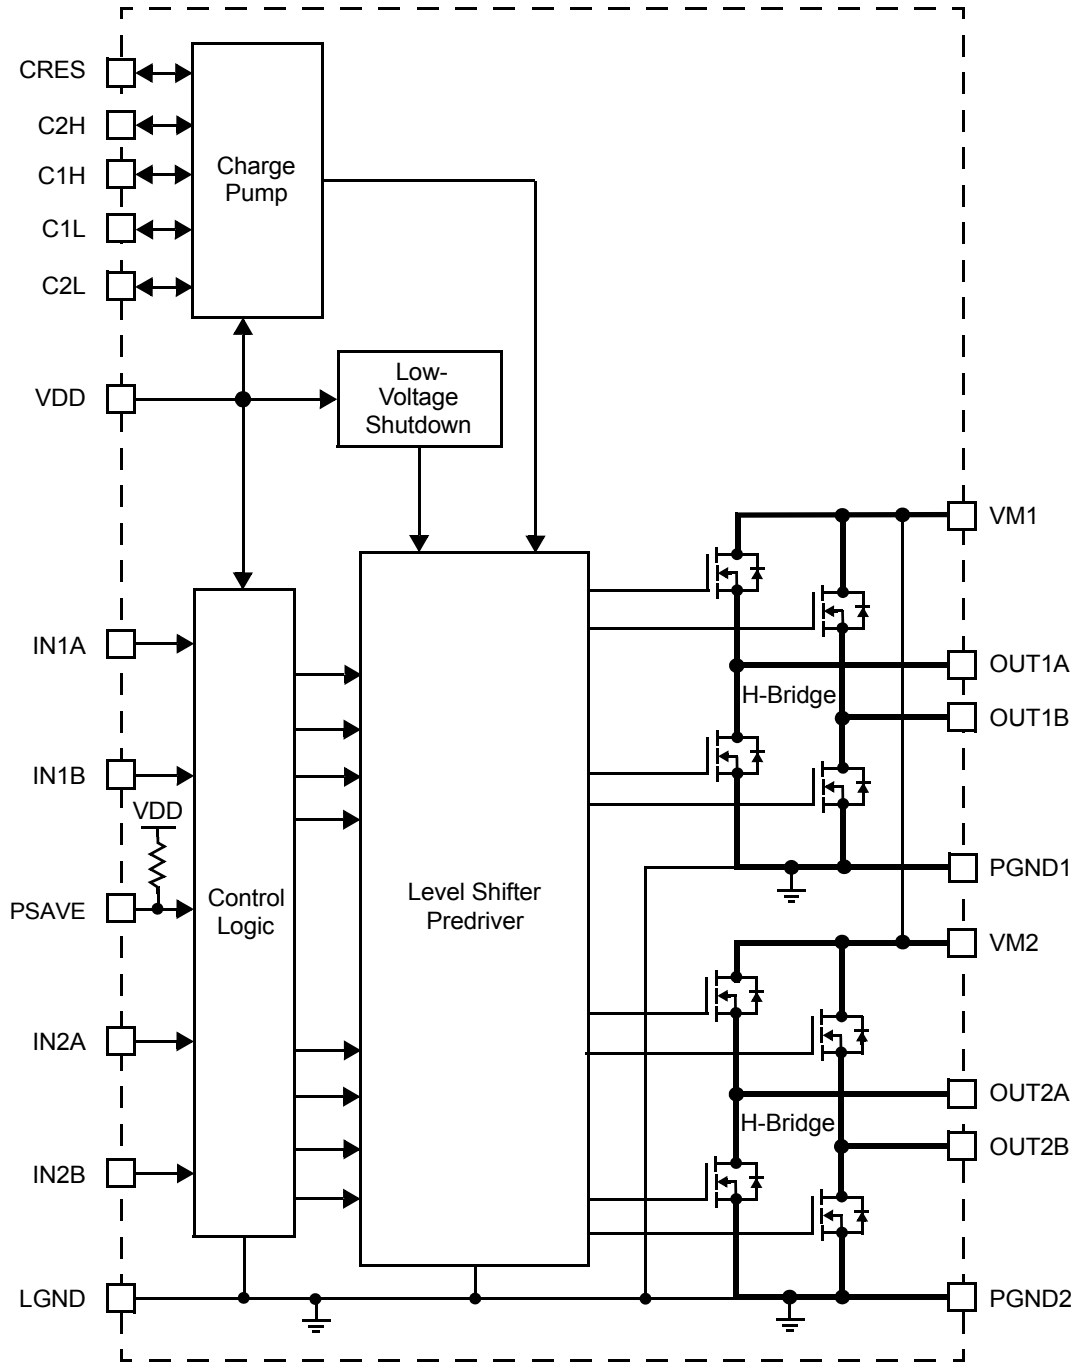 CRES
C2H
C1H
C1L
C2L
Charge
Pump
VDD
Low-
Voltage
Shutdown
VM1
IN1A
OUT1A
H-Bridge
OUT1B
IN1B
VDD
PGND1
PSAVE
Control
Logic
Level Shifter
Predriver
VM2
IN2A
OUT2A
H-Bridge
OUT2B
IN2B
LGND
PGND2